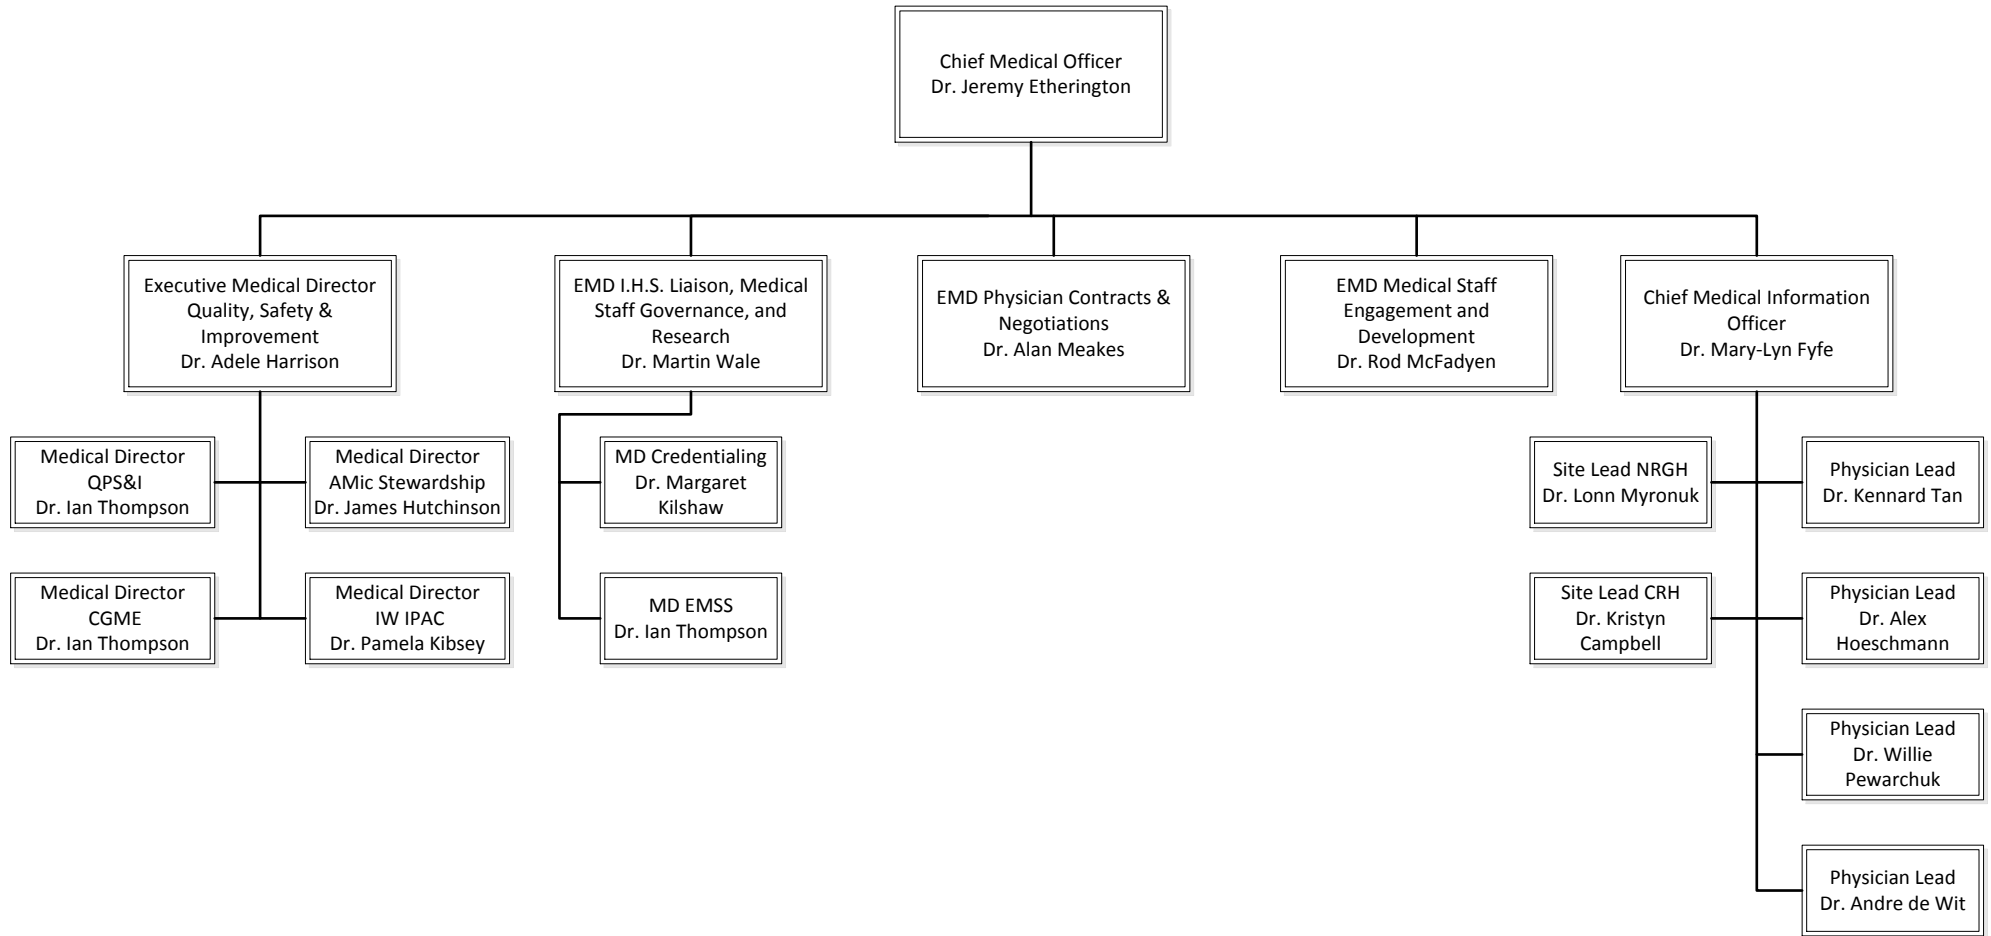 Chief Medical Officer
Dr. Jeremy Etherington
Executive Medical Director
Quality, Safety &
Improvement
Dr. Adele Harrison
EMD I.H.S. Liaison, Medical
Staff Governance, and
Research
Dr. Martin Wale
EMD Physician Contracts &
Negotiations
Dr. Alan Meakes
EMD Medical Staff
Engagement and
Development
Dr. Rod McFadyen
Chief Medical Information
Officer
Dr. Mary-Lyn Fyfe
Medical Director
QPS&I
Dr. Ian Thompson
Medical Director
AMic Stewardship
Dr. James Hutchinson
MD Credentialing
Dr. Margaret
Kilshaw
Site Lead NRGH
Dr. Lonn Myronuk
Physician Lead
Dr. Kennard Tan
Medical Director
CGME
Dr. Ian Thompson
Medical Director
IW IPAC
Dr. Pamela Kibsey
MD EMSS
Dr. Ian Thompson
Site Lead CRH
Dr. Kristyn
Campbell
Physician Lead
Dr. Alex
Hoeschmann
Physician Lead
Dr. Willie
Pewarchuk
Physician Lead
Dr. Andre de Wit